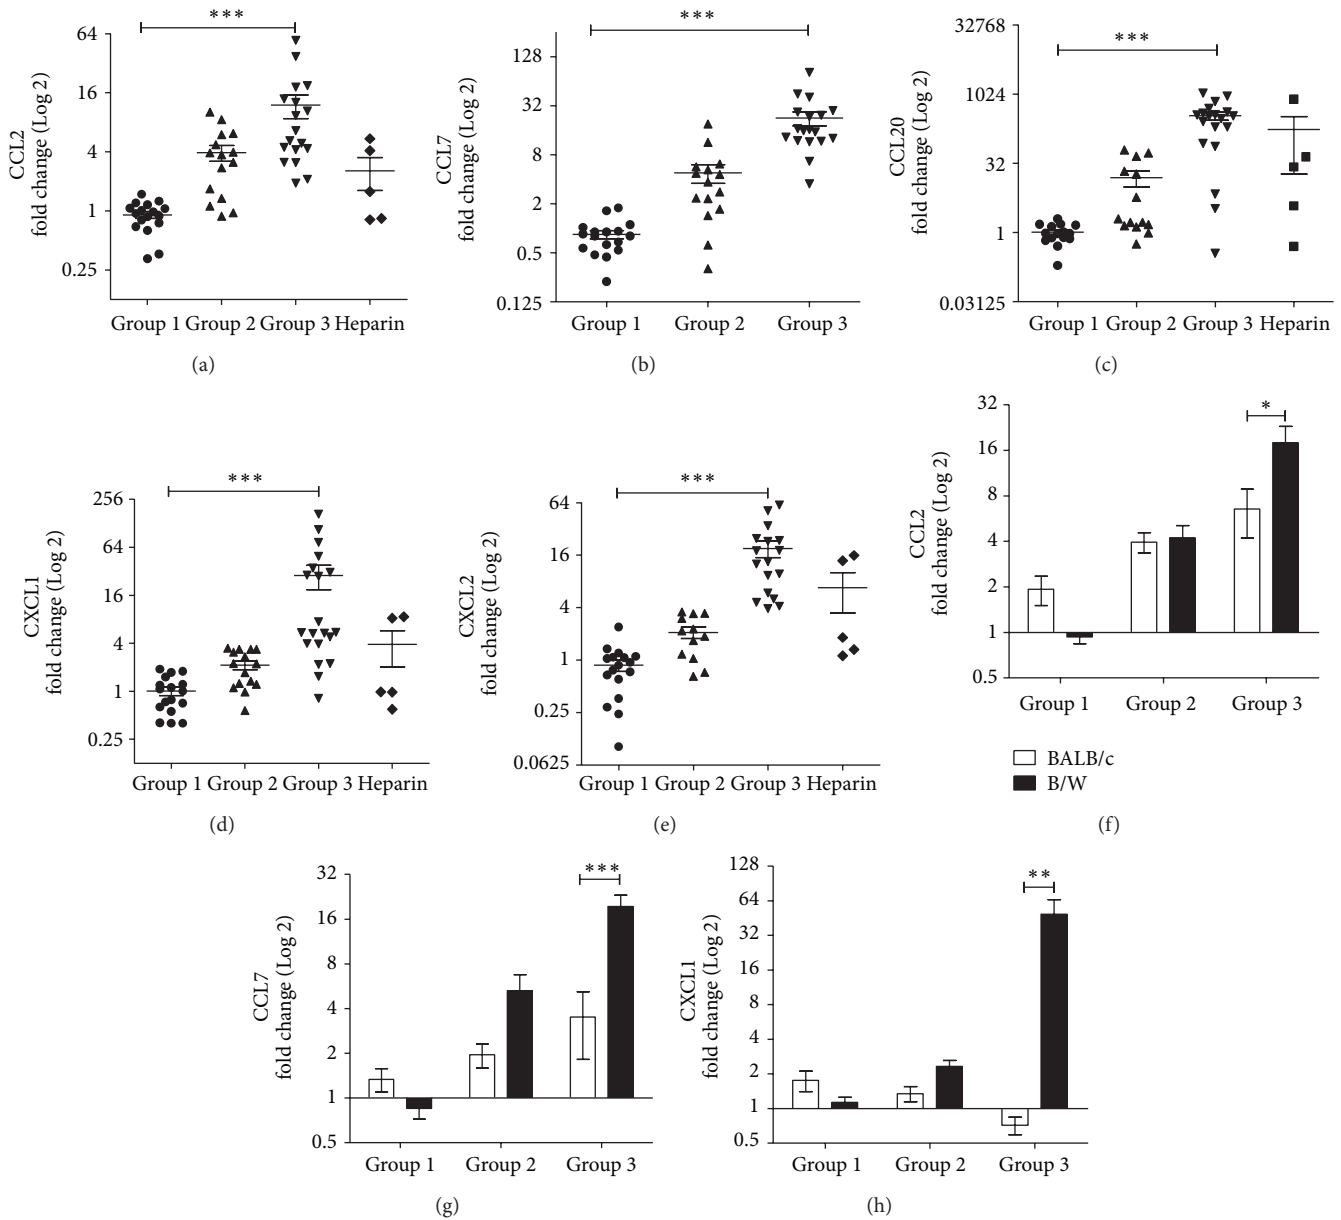 ***
64
16
4
1
0.25
CCL2
fold change (Log 2)
Group 1 Group 2 Group 3 Heparin
(a)
***
128
32
8
2
0.5
0.125
CCL7
fold change (Log 2)
Group 1 Group 2 Group 3
(b)
***
32768
1024
32
1
0.03125
CCL20
fold change (Log 2)
Group 1 Group 2 Group 3 Heparin
(c)
***
256
64
16
4
1
0.25
CXCL1
fold change (Log 2)
Group 1 Group 2 Group 3 Heparin
(d)
***
64
16
4
1
0.25
0.0625
CXCL2
fold change (Log 2)
Group 1 Group 2 Group 3 Heparin
(e)
*
32
16
8
4
2
1
0.5
CCL2
fold change (Log 2)
Group 1 Group 2 Group 3
BALB/c
B/W
(f)
***
32
16
8
4
2
1
0.5
CCL7
fold change (Log 2)
Group 1 Group 2 Group 3
(g)
**
128
64
32
16
8
4
2
1
0.5
CXCL1
fold change (Log 2)
Group 1 Group 2 Group 3
(h)